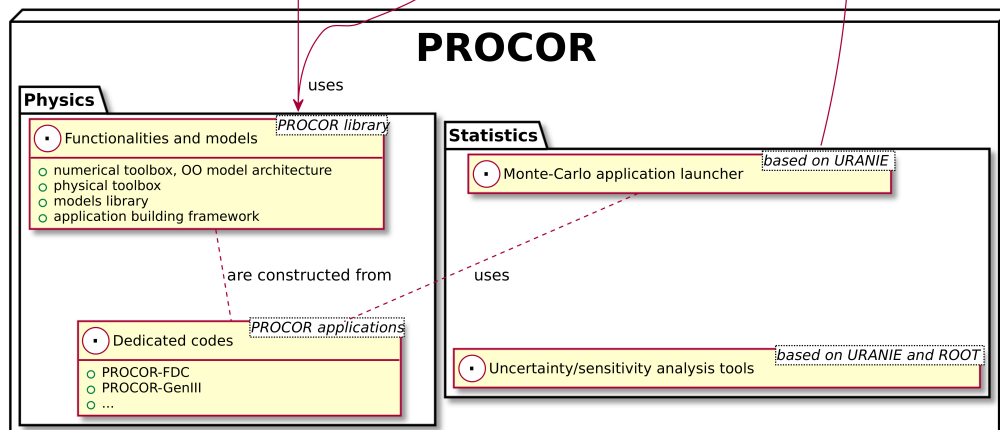 PROCOR
uses
Physics
PROCOR library
Functionalities and models
numerical toolbox, OO model architecture
physical toolbox
models library
application building framework
Statistics
based on URANIE
Monte-Carlo application launcher
are constructed from
uses
PROCOR applications
Dedicated codes
PROCOR-FDC
PROCOR-GenIII
...
based on URANIE and ROOT
Uncertainty/sensitivity analysis tools